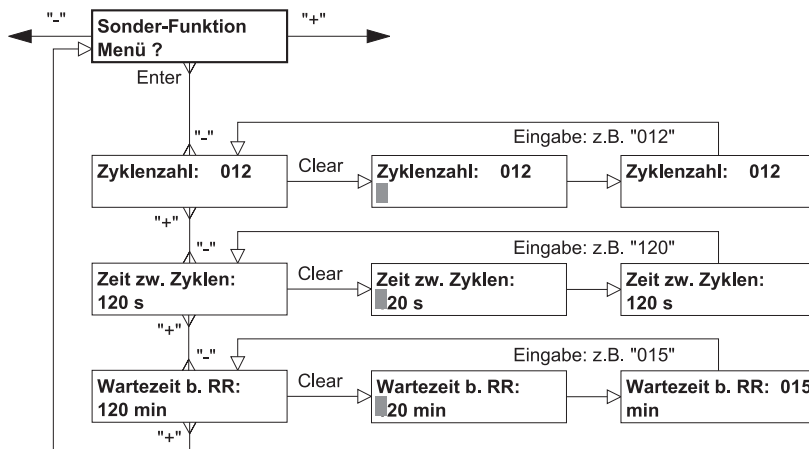 "-"
Sonder-Funktion
Menü ?
"+"
Enter
"-"
Eingabe: z.B. "012"
Zyklenzahl: 012
Clear
Zyklenzahl: 012
Zyklenzahl: 012
"+"
"-"
Eingabe: z.B. "120"
Zeit zw. Zyklen:
120 s
Clear
Zeit zw. Zyklen:
20 s
Zeit zw. Zyklen:
120 s
"+"
"-"
Eingabe: z.B. "015"
Wartezeit b. RR:
120 min
Clear
Wartezeit b. RR:
20 min
Wartezeit b. RR: 015
min
"+"